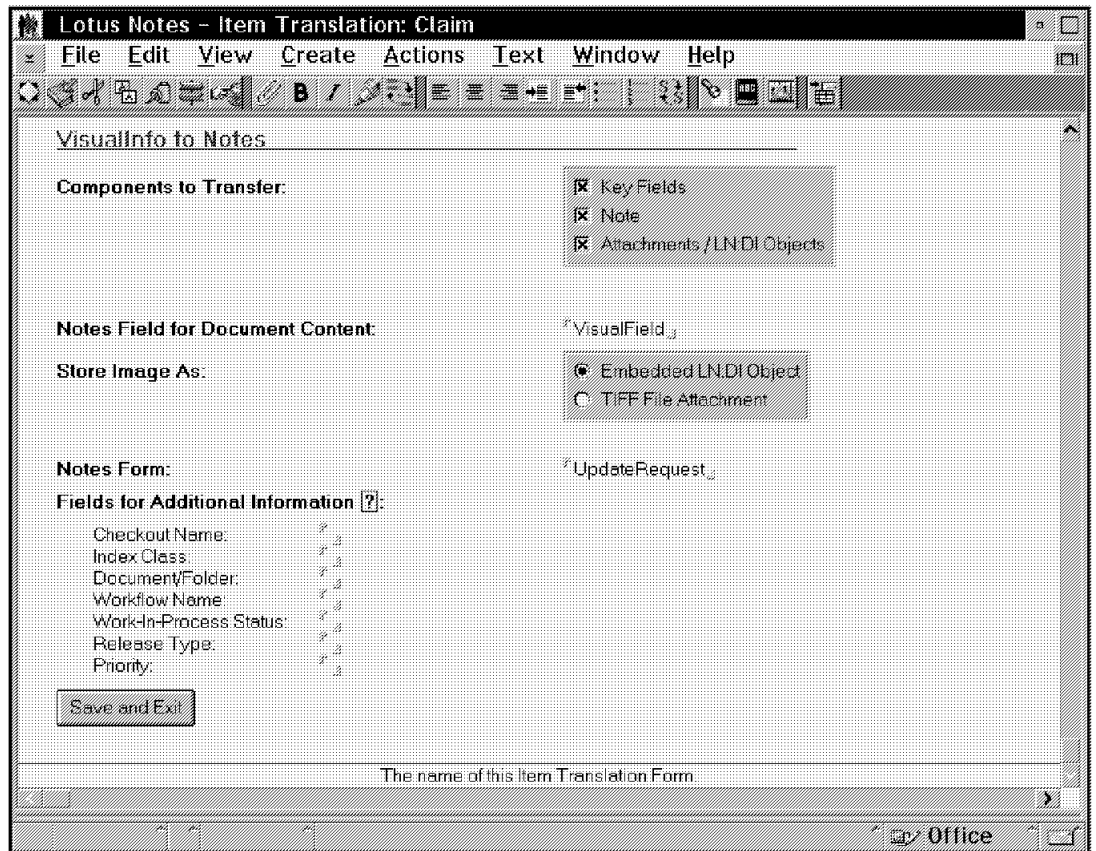 Lotus Notes - Item Translation: Claim
File Edit View Create Actions Text Window Help
VisualInfo to Notes
Components to Transfer:
Key Fields
Note
Attachments / LN:DI Objects
Notes Field for Document Content: VisualField
Store Image As:
Embedded LN:DI Object
TIFF File Attachment
Notes Form: UpdateRequest
Fields for Additional Information ?:
Checkout Name:
Index Class:
Document/Folder:
Workflow Name:
Work-In-Process Status:
Release Type:
Priority:
Save and Exit
The name of this Item Translation Form
Office